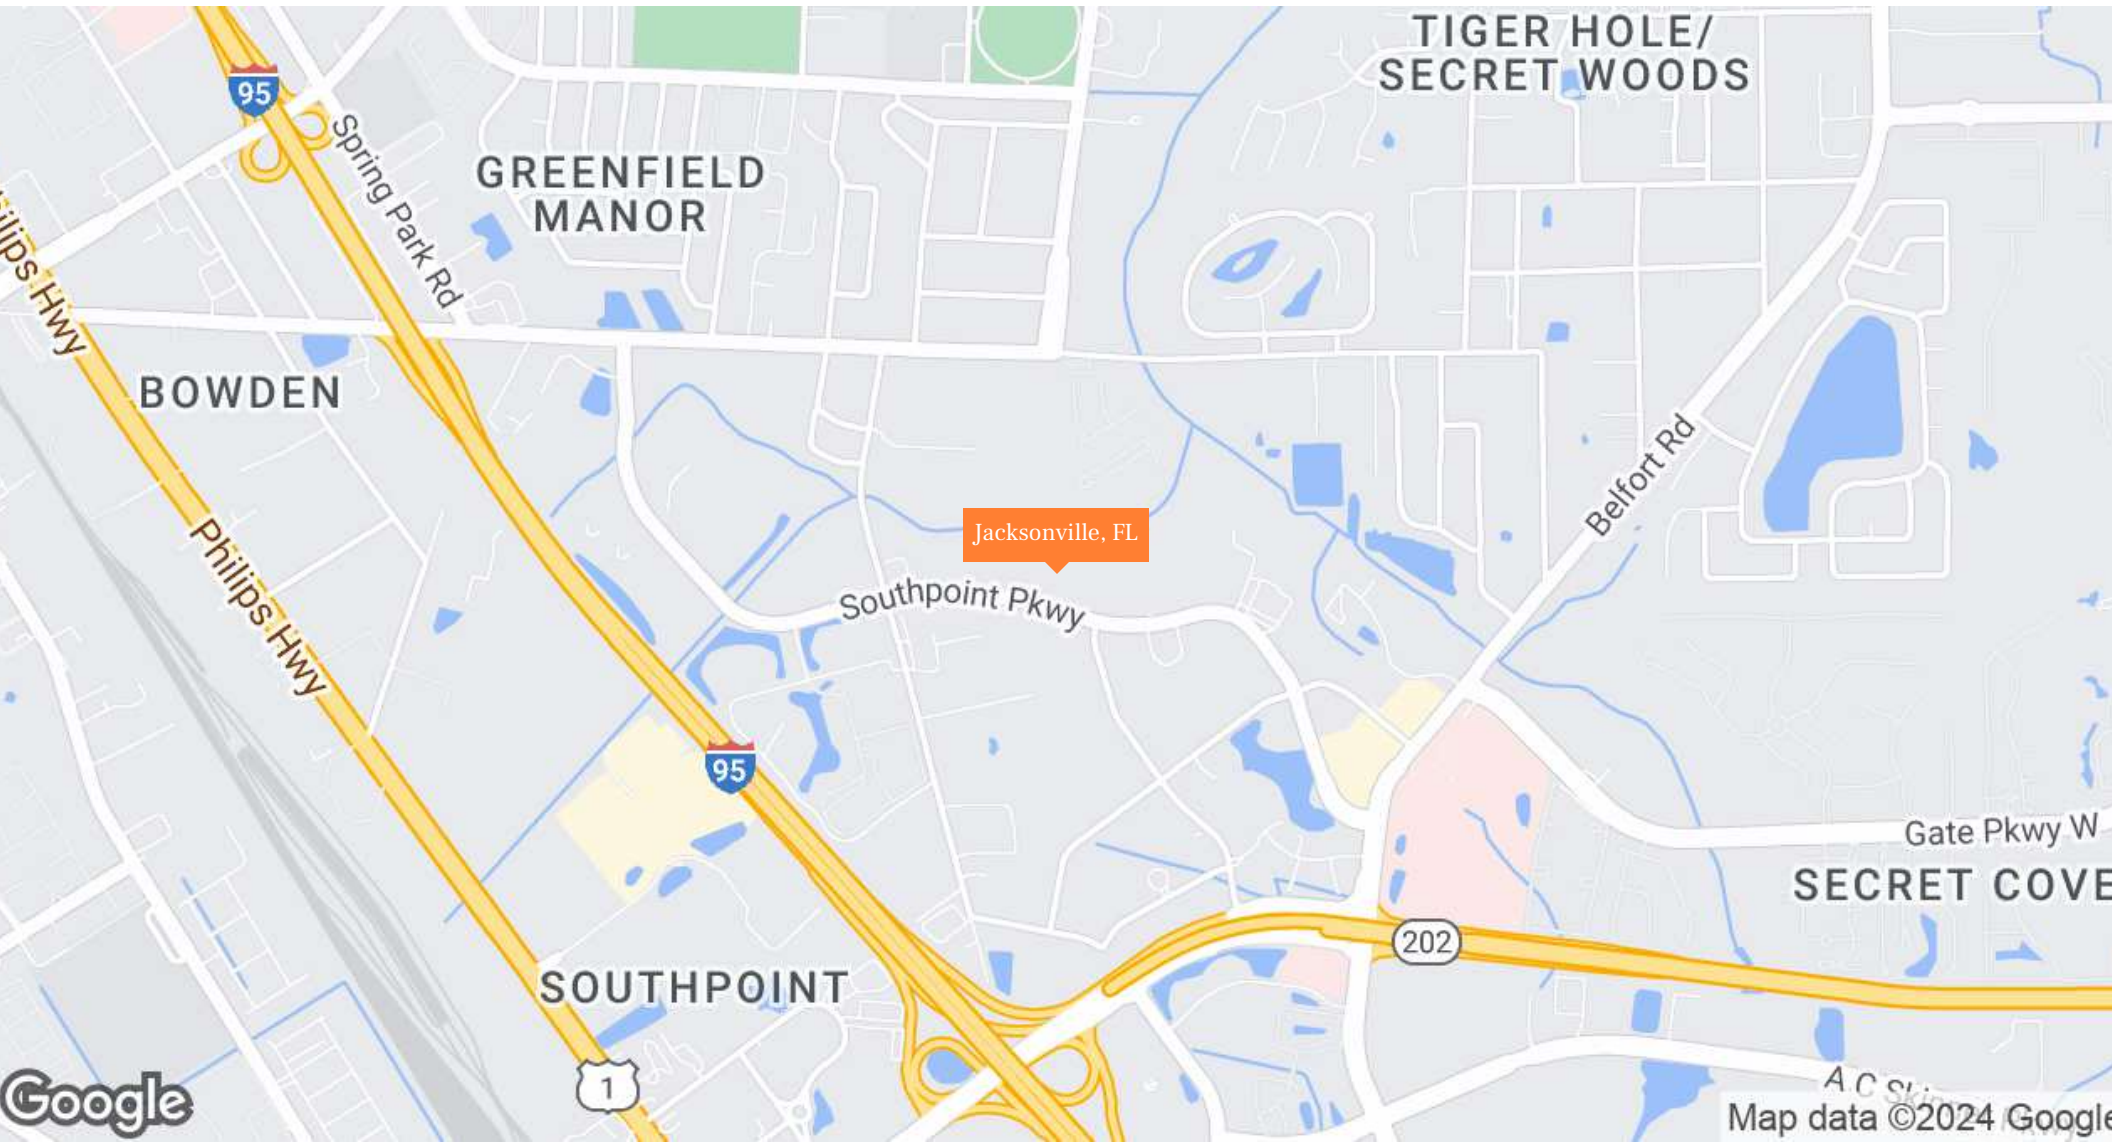 TIGER HOLE/
SECRET WOODS
95
Spring Park Rd
GREENFIELD
MANOR
Hwy
BOWDEN
Belfort Rd
Philips Hwy
Jacksonville, FL
Southpoint Pkwy
95
Gate Pkwy W
SECRET COVE
202
SOUTHPOINT
1
A C
Google
Map data ©2024 Google